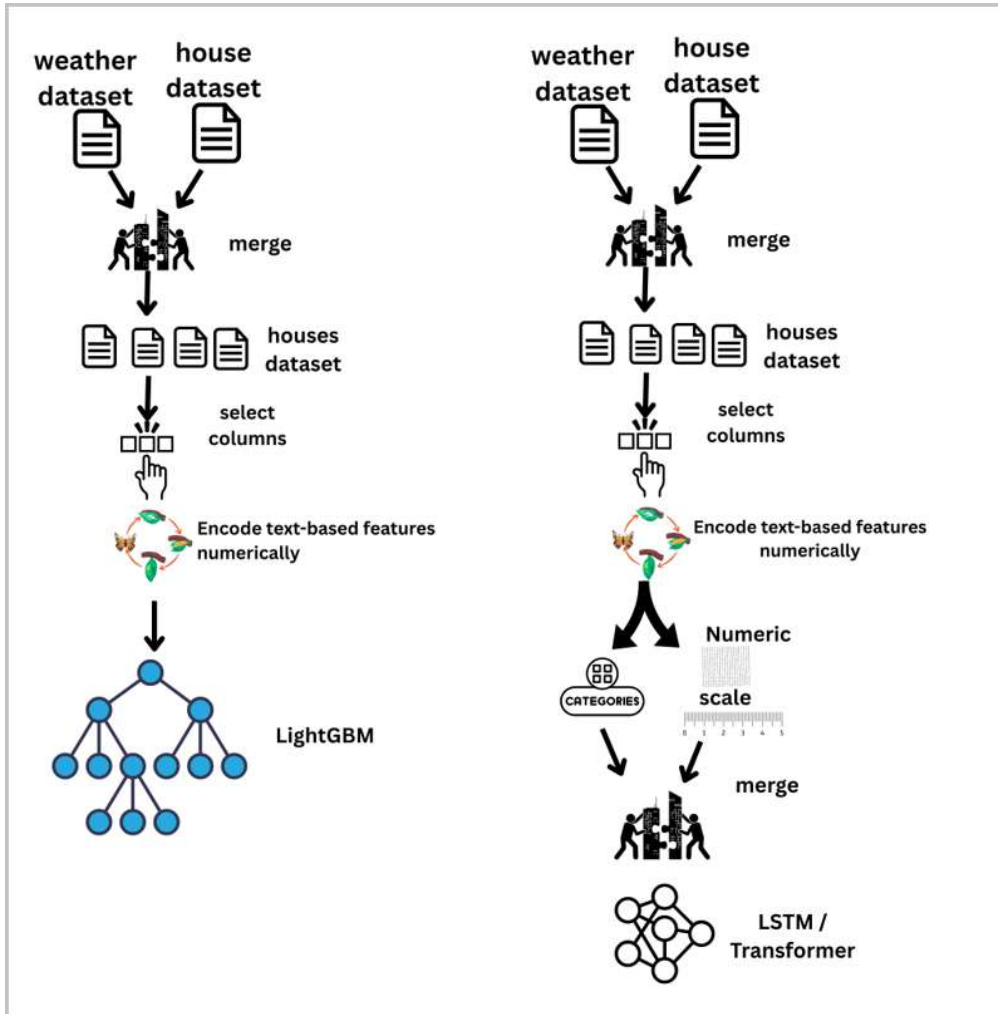 weather
dataset
house
dataset
merge
houses
dataset
select
columns
Encode text-based features
numerically
LightGBM
weather
dataset
house
dataset
merge
houses
dataset
select
columns
Encode text-based features
numerically
Numeric
CATEGORIES
scale
0 1 2 3 4 5
merge
LSTM /
Transformer